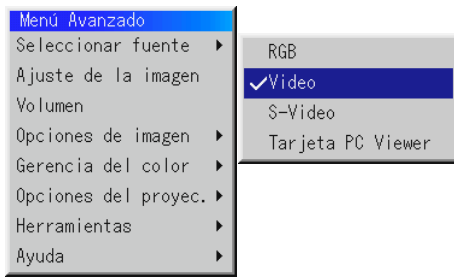 Menú Avanzado
Seleccionar fuente
Ajuste de la imagen
Volumen
Opciones de imagen
Gerencia del color
Opciones del proyec.
Herramientas
Ayuda
RGB
Video
S-Video
Tarjeta PC Viewer